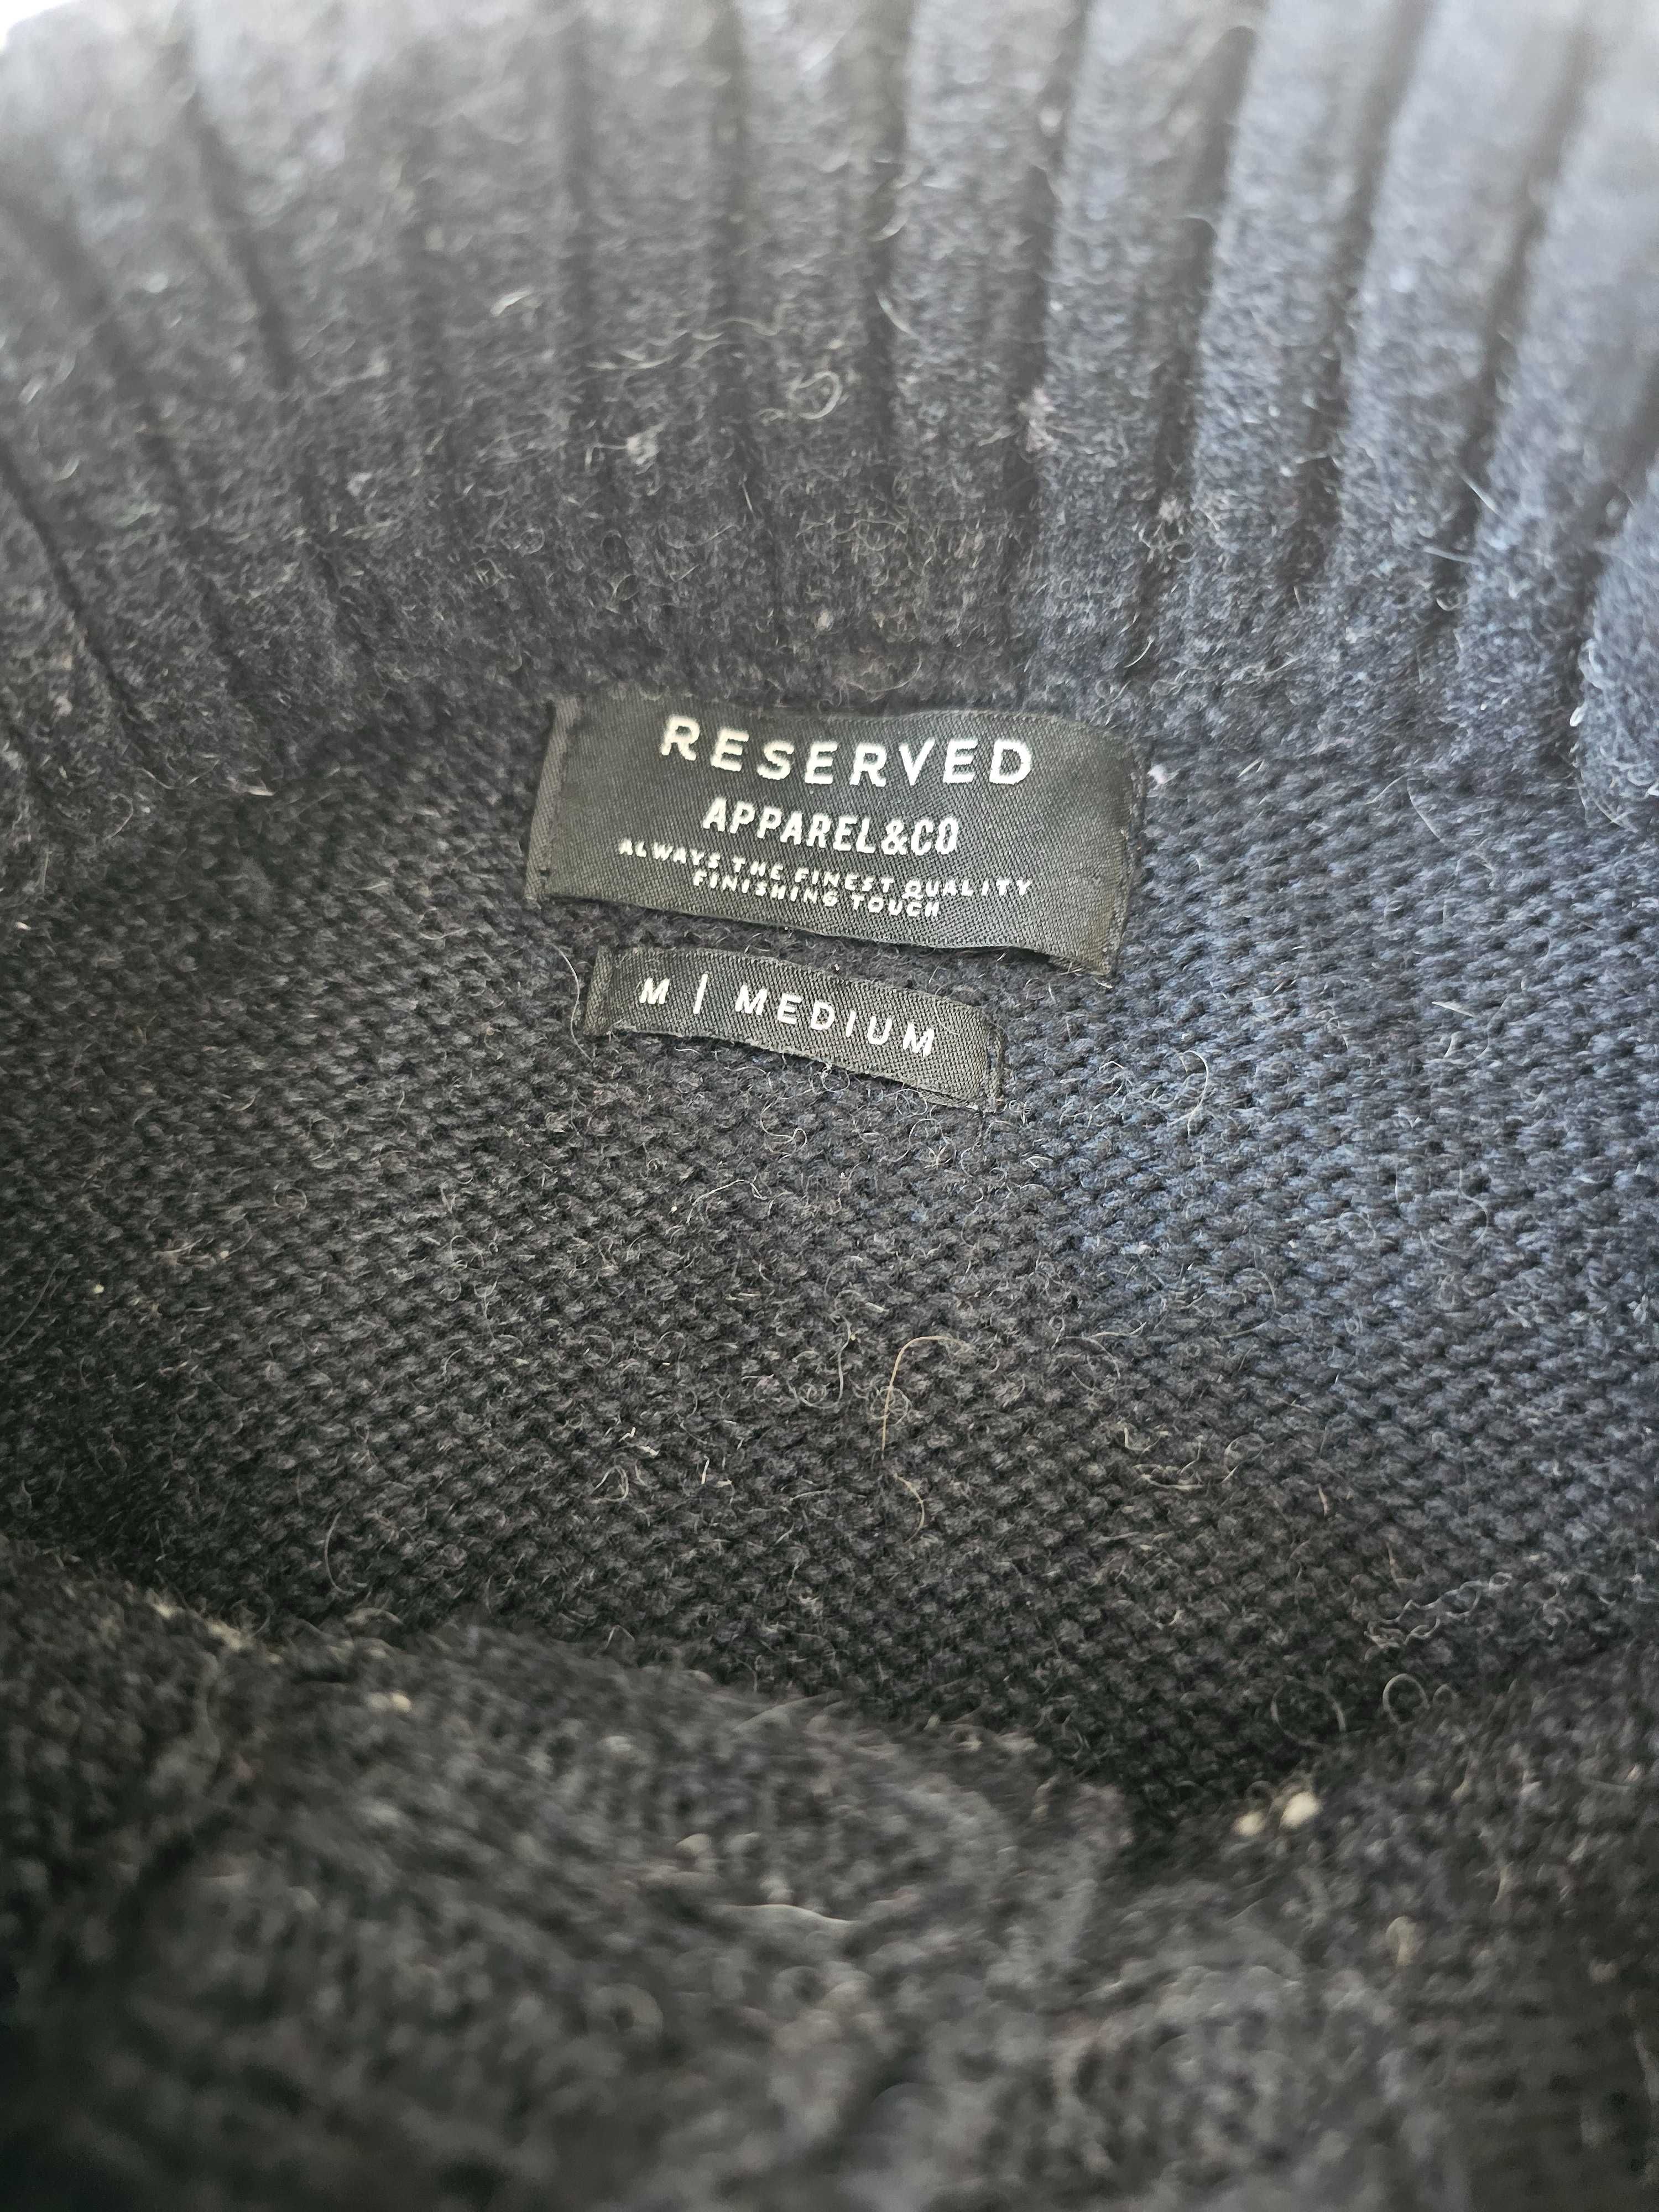 RESERVED
APPAREL&CO
ALWAYS THE FINEST QUALITY
FINISHING TOUCH
M | MEDIUM